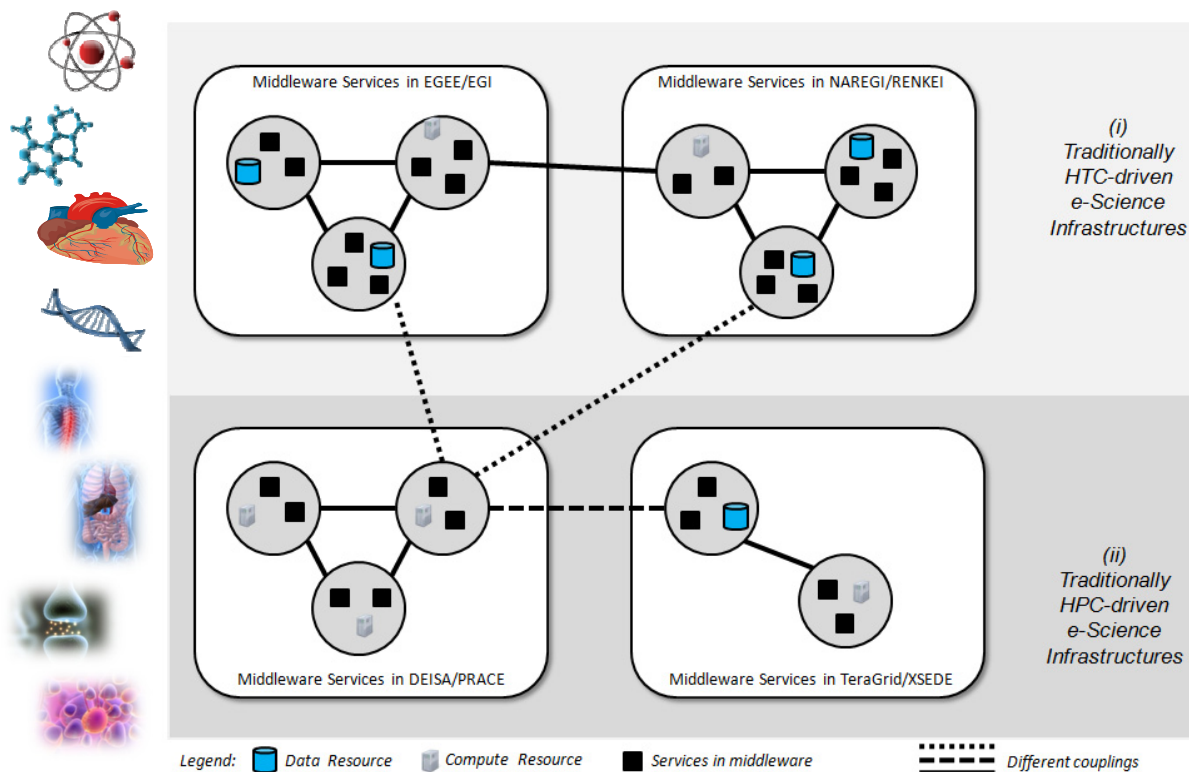 Middleware Services in EGEE/EGI
Middleware Services in NAREGI/RENKEI
(i)
Traditionally
HTC-driven
e-Science
Infrastructures
(ii)
Traditionally
HPC-driven
e-Science
Infrastructures
Middleware Services in DEISA/PRACE
Middleware Services in TeraGrid/XSEDE
Legend: Data Resource Compute Resource Services in middleware Different couplings